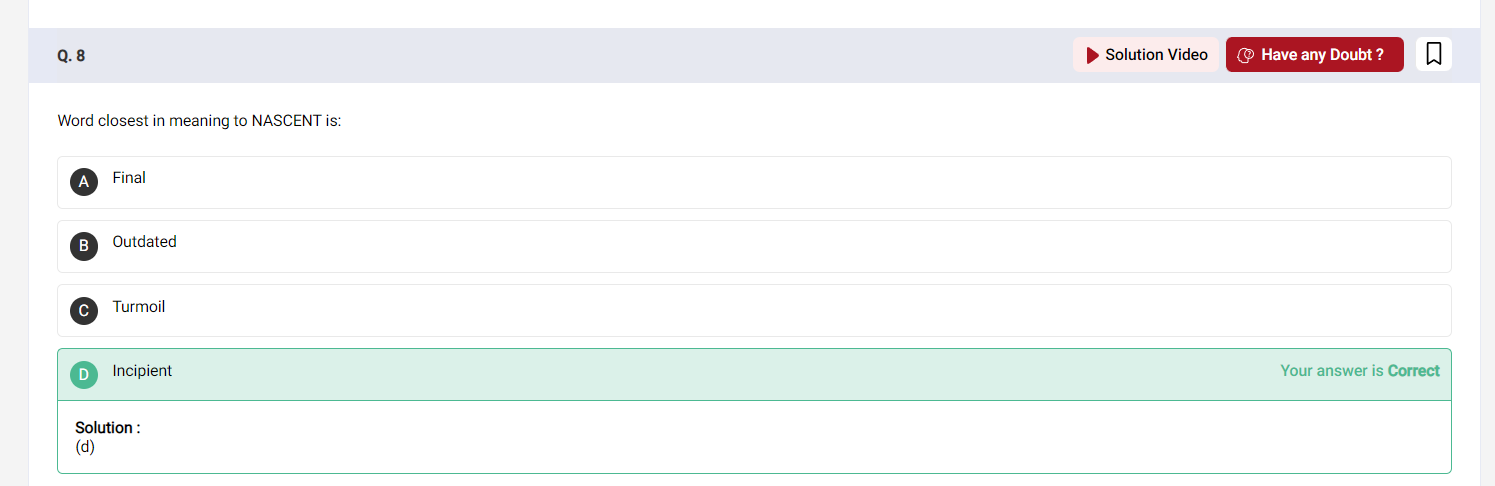 Q. 8
Solution Video
Have any Doubt ?
Word closest in meaning to NASCENT is:
A Final
B Outdated
C Turmoil
D Incipient Your answer is Correct
Solution :
(d)